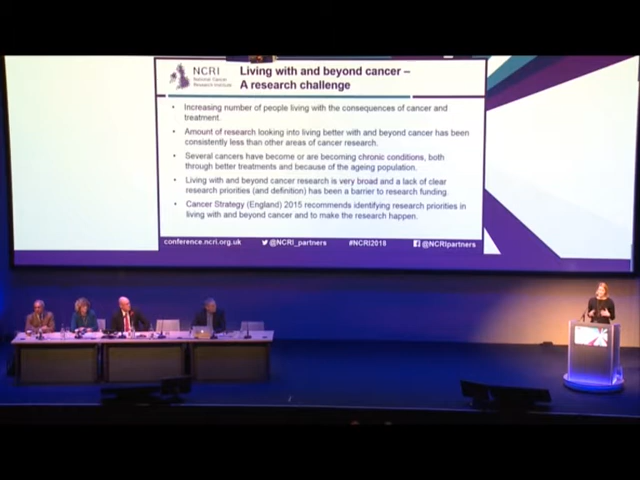 NCRI
National Cancer
Research Institute
Living with and beyond cancer –
A research challenge
• Increasing number of people living with the consequences of cancer and
treatment.
• Amount of research looking into living better with and beyond cancer has been
consistently less than other areas of cancer research.
• Several cancers have become or are becoming chronic conditions, both
through better treatments and because of the ageing population.
• Living with and beyond cancer research is very broad and a lack of clear
research priorities (and definition) has been a barrier to research funding.
• Cancer Strategy (England) 2015 recommends identifying research priorities in
living with and beyond cancer and to make the research happen.
conference.ncri.org.uk @NCRI_partners #NCRI2018 @NCRIpartners